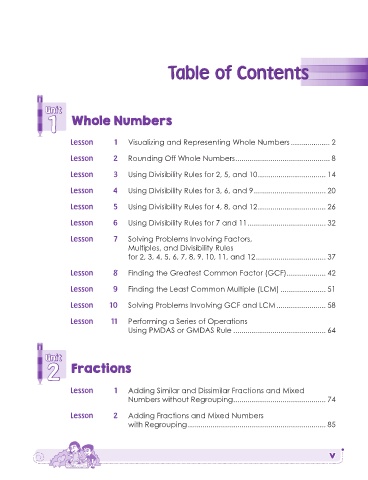 Table of Contents
Unit
1
Whole Numbers
Lesson 1 Visualizing and Representing Whole Numbers .................. 2
Lesson 2 Rounding Off Whole Numbers ............................................ 8
Lesson 3 Using Divisibility Rules for 2, 5, and 10 ................................ 14
Lesson 4 Using Divisibility Rules for 3, 6, and 9 .................................. 20
Lesson 5 Using Divisibility Rules for 4, 8, and 12 ................................ 26
Lesson 6 Using Divisibility Rules for 7 and 11 ..................................... 32
Lesson 7 Solving Problems Involving Factors,
Multiples, and Divisibility Rules
for 2, 3, 4, 5, 6, 7, 8, 9, 10, 11, and 12 ................................. 37
Lesson 8 Finding the Greatest Common Factor (GCF) .................. 42
Lesson 9 Finding the Least Common Multiple (LCM) ..................... 51
Lesson 10 Solving Problems Involving GCF and LCM ....................... 58
Lesson 11 Performing a Series of Operations
Using PMDAS or GMDAS Rule ........................................... 64
Unit
2
Fractions
Lesson 1 Adding Similar and Dissimilar Fractions and Mixed
Numbers without Regrouping ........................................... 74
Lesson 2 Adding Fractions and Mixed Numbers
with Regrouping ................................................................. 85
v